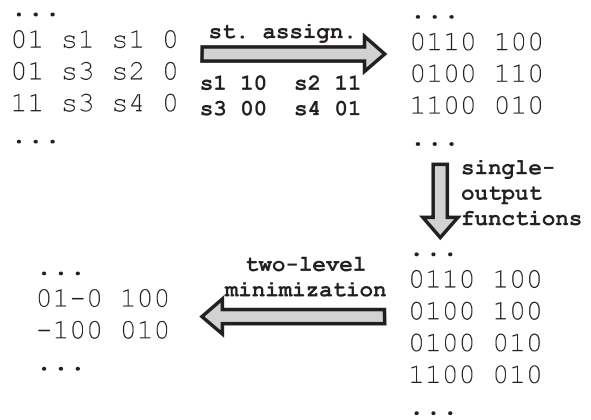 ...
01 s1 s1 0
01 s3 s2 0
11 s3 s4 0
...
st. assign.
s1 10 s2 11
s3 00 s4 01
...
0110 100
0100 110
1100 010
...
single-
output
functions
...
0110 100
0100 100
0100 010
1100 010
...
two-level
minimization
...
01-0 100
-100 010
...